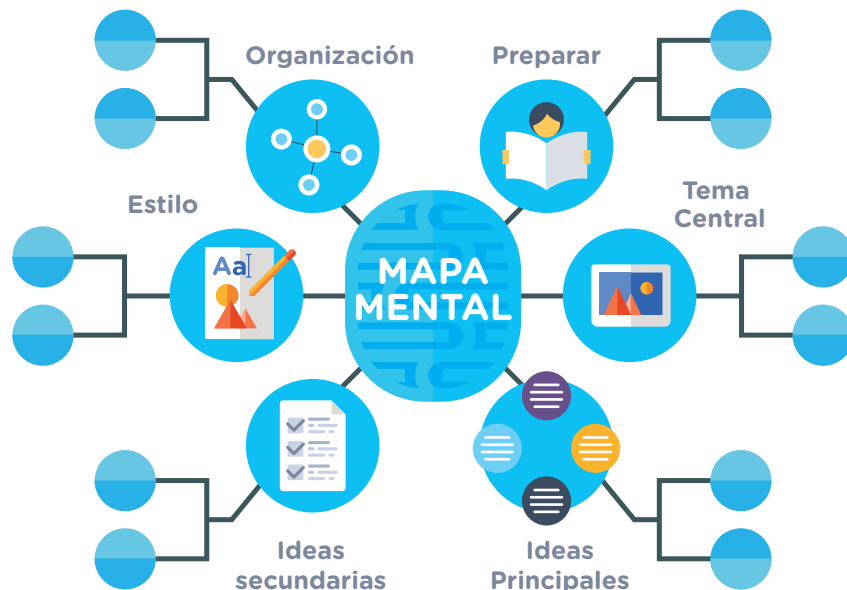 Organización
Preparar
Estilo
Tema
Central
Aa
MAPA
MENTAL
Ideas
secundarias
Ideas
Principales